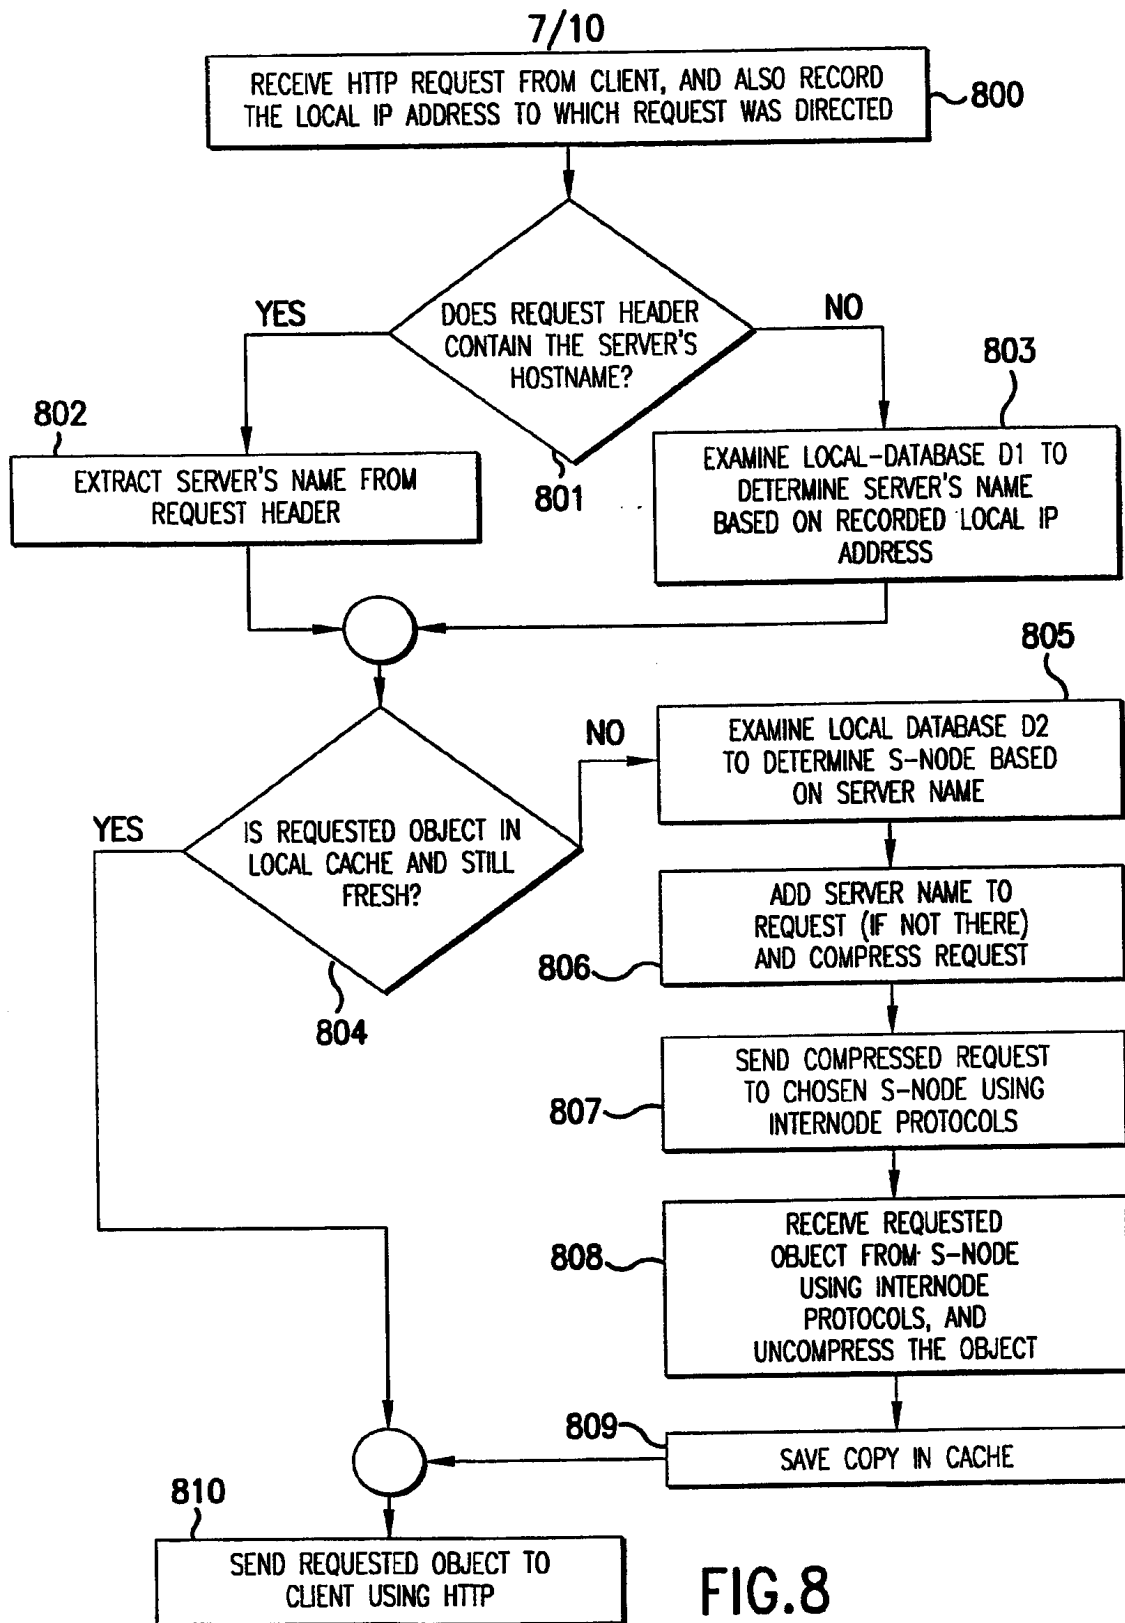 7/10
RECEIVE HTTP REQUEST FROM CLIENT, AND ALSO RECORD
THE LOCAL IP ADDRESS TO WHICH REQUEST WAS DIRECTED
800
DOES REQUEST HEADER
CONTAIN THE SERVER'S
HOSTNAME?
YES
NO
801
802
EXTRACT SERVER'S NAME FROM
REQUEST HEADER
803
EXAMINE LOCAL-DATABASE D1 TO
DETERMINE SERVER'S NAME
BASED ON RECORDED LOCAL IP
ADDRESS
IS REQUESTED OBJECT IN
LOCAL CACHE AND STILL
FRESH?
YES
NO
804
805
EXAMINE LOCAL DATABASE D2
TO DETERMINE S-NODE BASED
ON SERVER NAME
ADD SERVER NAME TO
REQUEST (IF NOT THERE)
AND COMPRESS REQUEST
806
SEND COMPRESSED REQUEST
TO CHOSEN S-NODE USING
INTERNODE PROTOCOLS
807
RECEIVE REQUESTED
OBJECT FROM S-NODE
USING INTERNODE
PROTOCOLS, AND
UNCOMPRESS THE OBJECT
808
809
SAVE COPY IN CACHE
810
SEND REQUESTED OBJECT TO
CLIENT USING HTTP
FIG.8